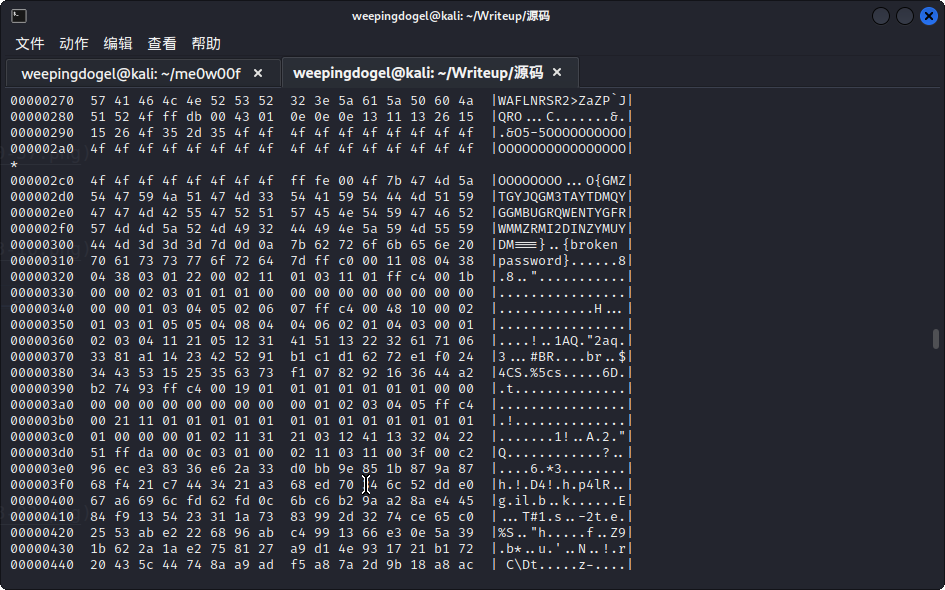 weepingdogel@kali: ~/Writeup/源码
文件 动作 编辑 查看 帮助
weepingdogel@kali: ~/me0w00f × weepingdogel@kali: ~/Writeup/源码 ×
00000270 57 41 46 4c 4e 52 53 52 32 3e 5a 61 5a 50 60 4a |WAFLNRSR2>ZaZP`J|
00000280 51 52 4f ff db 00 43 01 0e 0e 0e 13 11 13 26 15 |QRO...C.......&.|
00000290 15 26 4f 35 2d 35 4f 4f 4f 4f 4f 4f 4f 4f 4f 4f |.&O5-5OOOOOOOOOO|
000002a0 4f 4f 4f 4f 4f 4f 4f 4f 4f 4f 4f 4f 4f 4f 4f 4f |OOOOOOOOOOOOOOOO|
*
000002c0 4f 4f 4f 4f 4f 4f 4f 4f ff fe 00 4f 7b 47 4d 5a |OOOOOOOO...O{GMZ|
000002d0 54 47 59 4a 51 47 4d 33 54 41 59 54 44 4d 51 59 |TGYJQGM3TAYTDMQY|
000002e0 47 47 4d 42 55 47 52 51 57 45 4e 54 59 47 46 52 |GGMBUGRQWENTYGFR|
000002f0 57 4d 4d 5a 52 4d 49 32 44 49 4e 5a 59 4d 55 59 |WMMZRMI2DINZYMUY|
00000300 44 4d 3d 3d 3d 7d 0d 0a 7b 62 72 6f 6b 65 6e 20 |DM===}..{broken |
00000310 70 61 73 73 77 6f 72 64 7d ff c0 00 11 08 04 38 |password}......8|
00000320 04 38 03 01 22 00 02 11 01 03 11 01 ff c4 00 1b |.8.."...........|
00000330 00 00 02 03 01 01 01 00 00 00 00 00 00 00 00 00 |................|
00000340 00 00 01 03 04 05 02 06 07 ff c4 00 48 10 00 02 |............H...|
00000350 01 03 01 05 05 04 08 04 04 06 02 01 04 03 00 01 |................|
00000360 02 03 04 11 21 05 12 31 41 51 13 22 32 61 71 06 |....!..1AQ."2aq.|
00000370 33 81 a1 14 23 42 52 91 b1 c1 d1 62 72 e1 f0 24 |3...#BR....br..$|
00000380 34 43 53 15 25 35 63 73 f1 07 82 92 16 36 44 a2 |4CS.%5cs.....6D.|
00000390 b2 74 93 ff c4 00 19 01 01 01 01 01 01 01 00 00 |.t..............|
000003a0 00 00 00 00 00 00 00 00 00 01 02 03 04 05 ff c4 |................|
000003b0 00 21 11 01 01 01 01 01 01 01 01 01 01 01 01 01 |.!..............|
000003c0 01 00 00 00 01 02 11 31 21 03 12 41 13 32 04 22 |.......1!..A.2."|
000003d0 51 ff da 00 0c 03 01 00 02 11 03 11 00 3f 00 c2 |Q............?..|
000003e0 96 ec e3 83 36 e6 2a 33 d0 bb 9e 85 1b 87 9a 87 |....6.*3........|
000003f0 68 f4 21 c7 44 34 21 a3 68 ed 70 4 6c 52 dd e0 |h.!.D4!.h.p4lR..|
00000400 67 a6 69 6c fd 62 fd 0c 6b c6 b2 9a a2 8a e4 45 |g.il.b..k......E|
00000410 84 f9 13 54 23 31 1a 73 83 99 2d 32 74 ce 65 c0 |...T#1.s..-2t.e.|
00000420 25 53 ab e2 22 68 96 ab c4 99 13 66 e3 0e 5a 39 |%S.."h.....f..Z9|
00000430 1b 62 2a 1a e2 75 81 27 a9 d1 4e 93 17 21 b1 72 |.b*..u.'..N..!.r|
00000440 20 43 5c 44 74 8a a9 ad f5 a8 7a 2d 9b 18 a8 ac | C\Dt.....z-....|